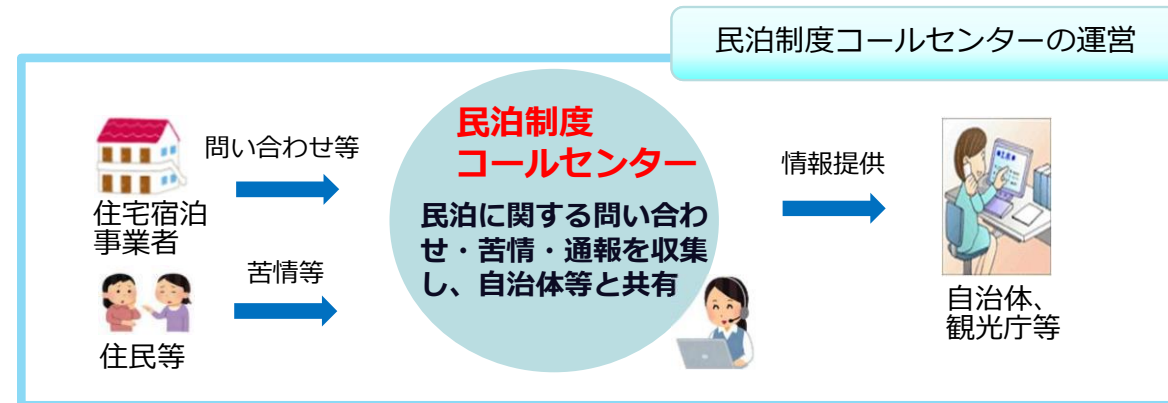 民泊制度コールセンターの運営
問い合わせ等
住宅宿泊
事業者
苦情等
住民等
民泊制度
コールセンター
民泊に関する問い合わ
せ・苦情・通報を収集
し、自治体等と共有
情報提供
自治体、
観光庁等